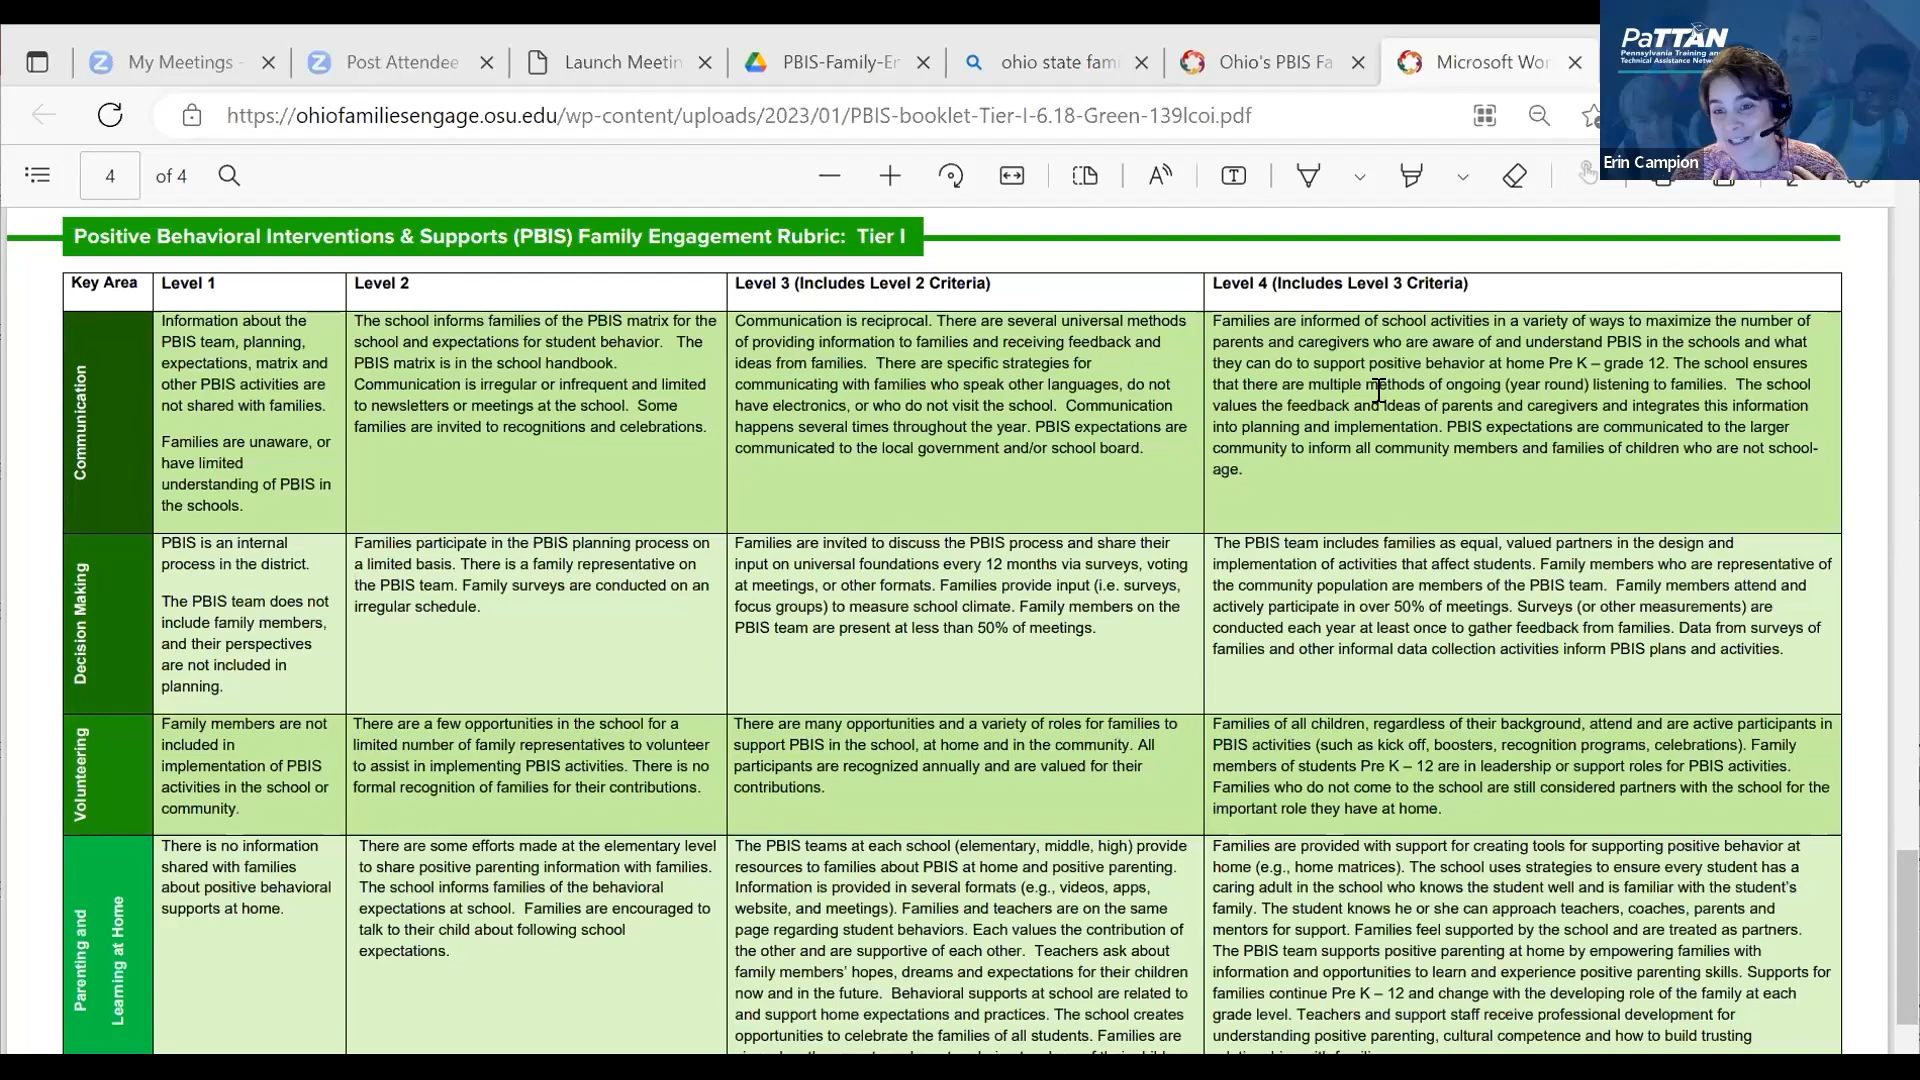 My Meetings -
Post Attendee
Launch Meetin
PBIS-Family-En
ohio state fam
Ohio's PBIS Fa
Microsoft Wor
https://ohiofamiliesengage.osu.edu/wp-content/uploads/2023/01/PBIS-booklet-Tier-I-6.18-Green-139lcoi.pdf
4 of 4
PaTTAN
Pennsylvania Training an
Technical Assistance Netw
Erin Campion
Positive Behavioral Interventions & Supports (PBIS) Family Engagement Rubric: Tier I
Key Area
Level 1
Level 2
Level 3 (Includes Level 2 Criteria)
Level 4 (Includes Level 3 Criteria)
Communication
Information about the
PBIS team, planning,
expectations, matrix and
other PBIS activities are
not shared with families.
Families are unaware, or
have limited
understanding of PBIS in
the schools.
The school informs families of the PBIS matrix for the
school and expectations for student behavior. The
PBIS matrix is in the school handbook.
Communication is irregular or infrequent and limited
to newsletters or meetings at the school. Some
families are invited to recognitions and celebrations.
Communication is reciprocal. There are several universal methods
of providing information to families and receiving feedback and
ideas from families. There are specific strategies for
communicating with families who speak other languages, do not
have electronics, or who do not visit the school. Communication
happens several times throughout the year. PBIS expectations are
communicated to the local government and/or school board.
Families are informed of school activities in a variety of ways to maximize the number of
parents and caregivers who are aware of and understand PBIS in the schools and what
they can do to support positive behavior at home Pre K – grade 12. The school ensures
that there are multiple methods of ongoing (year round) listening to families. The school
values the feedback and ideas of parents and caregivers and integrates this information
into planning and implementation. PBIS expectations are communicated to the larger
community to inform all community members and families of children who are not school-
age.
Decision Making
PBIS is an internal
process in the district.
The PBIS team does not
include family members,
and their perspectives
are not included in
planning.
Families participate in the PBIS planning process on
a limited basis. There is a family representative on
the PBIS team. Family surveys are conducted on an
irregular schedule.
Families are invited to discuss the PBIS process and share their
input on universal foundations every 12 months via surveys, voting
at meetings, or other formats. Families provide input (i.e. surveys,
focus groups) to measure school climate. Family members on the
PBIS team are present at less than 50% of meetings.
The PBIS team includes families as equal, valued partners in the design and
implementation of activities that affect students. Family members who are representative of
the community population are members of the PBIS team. Family members attend and
actively participate in over 50% of meetings. Surveys (or other measurements) are
conducted each year at least once to gather feedback from families. Data from surveys of
families and other informal data collection activities inform PBIS plans and activities.
Volunteering
Family members are not
included in
implementation of PBIS
activities in the school or
community.
There are a few opportunities in the school for a
limited number of family representatives to volunteer
to assist in implementing PBIS activities. There is no
formal recognition of families for their contributions.
There are many opportunities and a variety of roles for families to
support PBIS in the school, at home and in the community. All
participants are recognized annually and are valued for their
contributions.
Families of all children, regardless of their background, attend and are active participants in
PBIS activities (such as kick off, boosters, recognition programs, celebrations). Family
members of students Pre K – 12 are in leadership or support roles for PBIS activities.
Families who do not come to the school are still considered partners with the school for the
important role they have at home.
Parenting and
Learning at Home
There is no information
shared with families
about positive behavioral
supports at home.
There are some efforts made at the elementary level
to share positive parenting information with families.
The school informs families of the behavioral
expectations at school. Families are encouraged to
talk to their child about following school
expectations.
The PBIS teams at each school (elementary, middle, high) provide
resources to families about PBIS at home and positive parenting.
Information is provided in several formats (e.g., videos, apps,
website, and meetings). Families and teachers are on the same
page regarding student behaviors. Each values the contribution of
the other and are supportive of each other. Teachers ask about
family members' hopes, dreams and expectations for their children
now and in the future. Behavioral supports at school are related to
and support home expectations and practices. The school creates
opportunities to celebrate the families of all students. Families are
Families are provided with support for creating tools for supporting positive behavior at
home (e.g., home matrices). The school uses strategies to ensure every student has a
caring adult in the school who knows the student well and is familiar with the student's
family. The student knows he or she can approach teachers, coaches, parents and
mentors for support. Families feel supported by the school and are treated as partners.
The PBIS team supports positive parenting at home by empowering families with
information and opportunities to learn and experience positive parenting skills. Supports for
families continue Pre K – 12 and change with the developing role of the family at each
grade level. Teachers and support staff receive professional development for
understanding positive parenting, cultural competence and how to build trusting